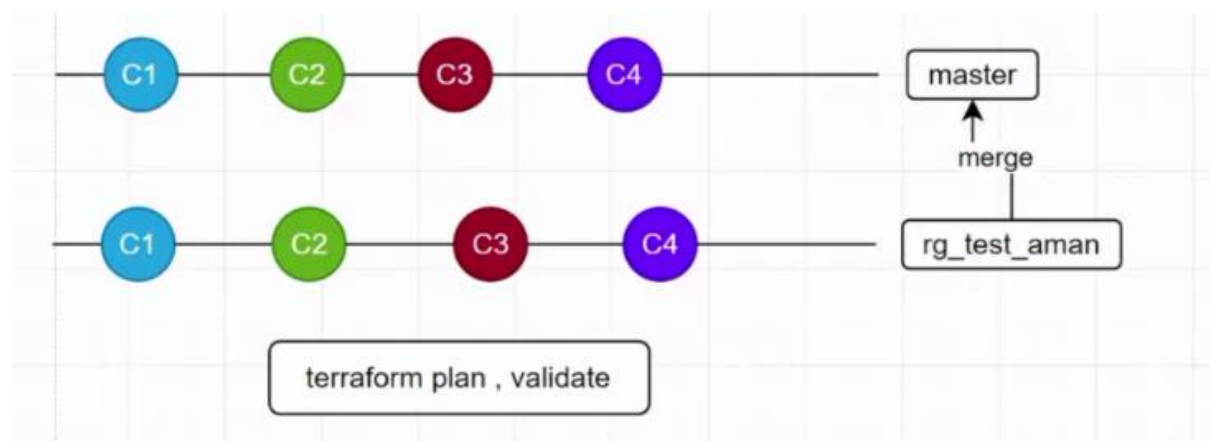 C1 C2 C3 C4 master
merge
C1 C2 C3 C4 rg_test_aman
terraform plan , validate